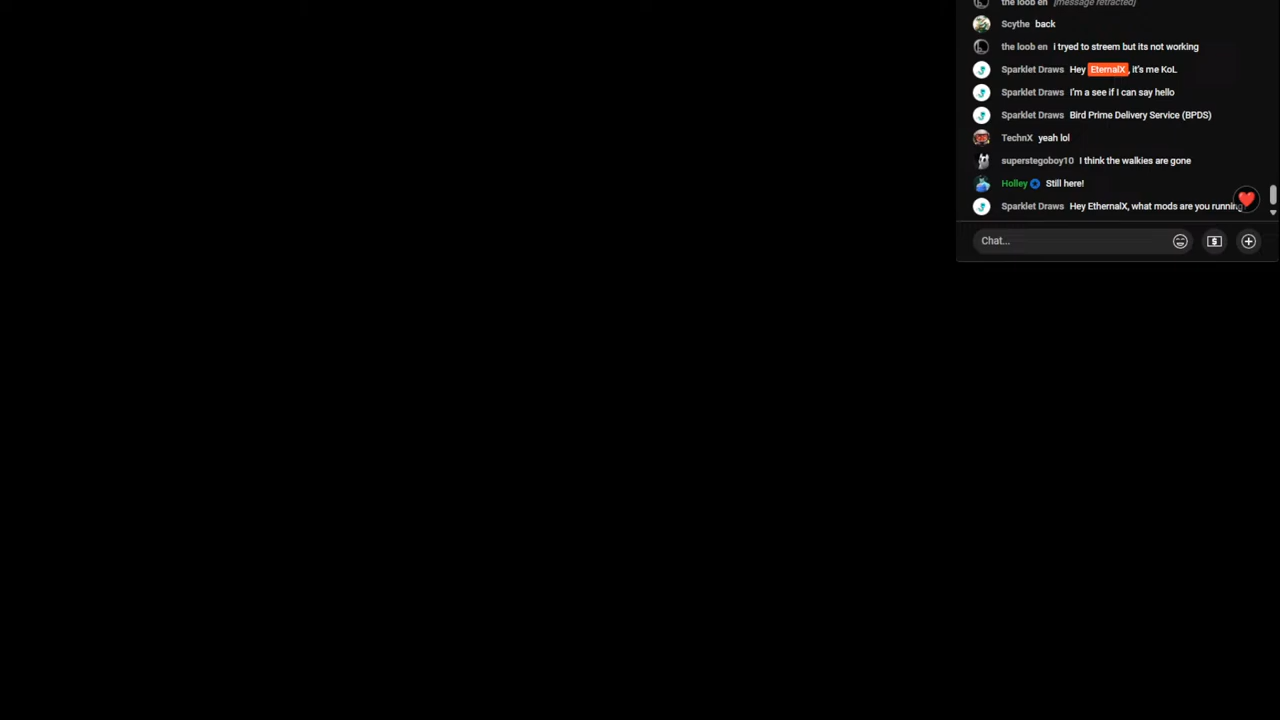 the loob en [message retracted]
Scythe back
the loob en i tryed to streem but its not working
Sparklet Draws Hey EternalX, it's me KoL
Sparklet Draws I'm a see if I can say hello
Sparklet Draws Bird Prime Delivery Service (BPDS)
TechnX yeah lol
superstegoboy10 I think the walkies are gone
Holley Still here!
Sparklet Draws Hey EthernalX, what mods are you running
Chat...